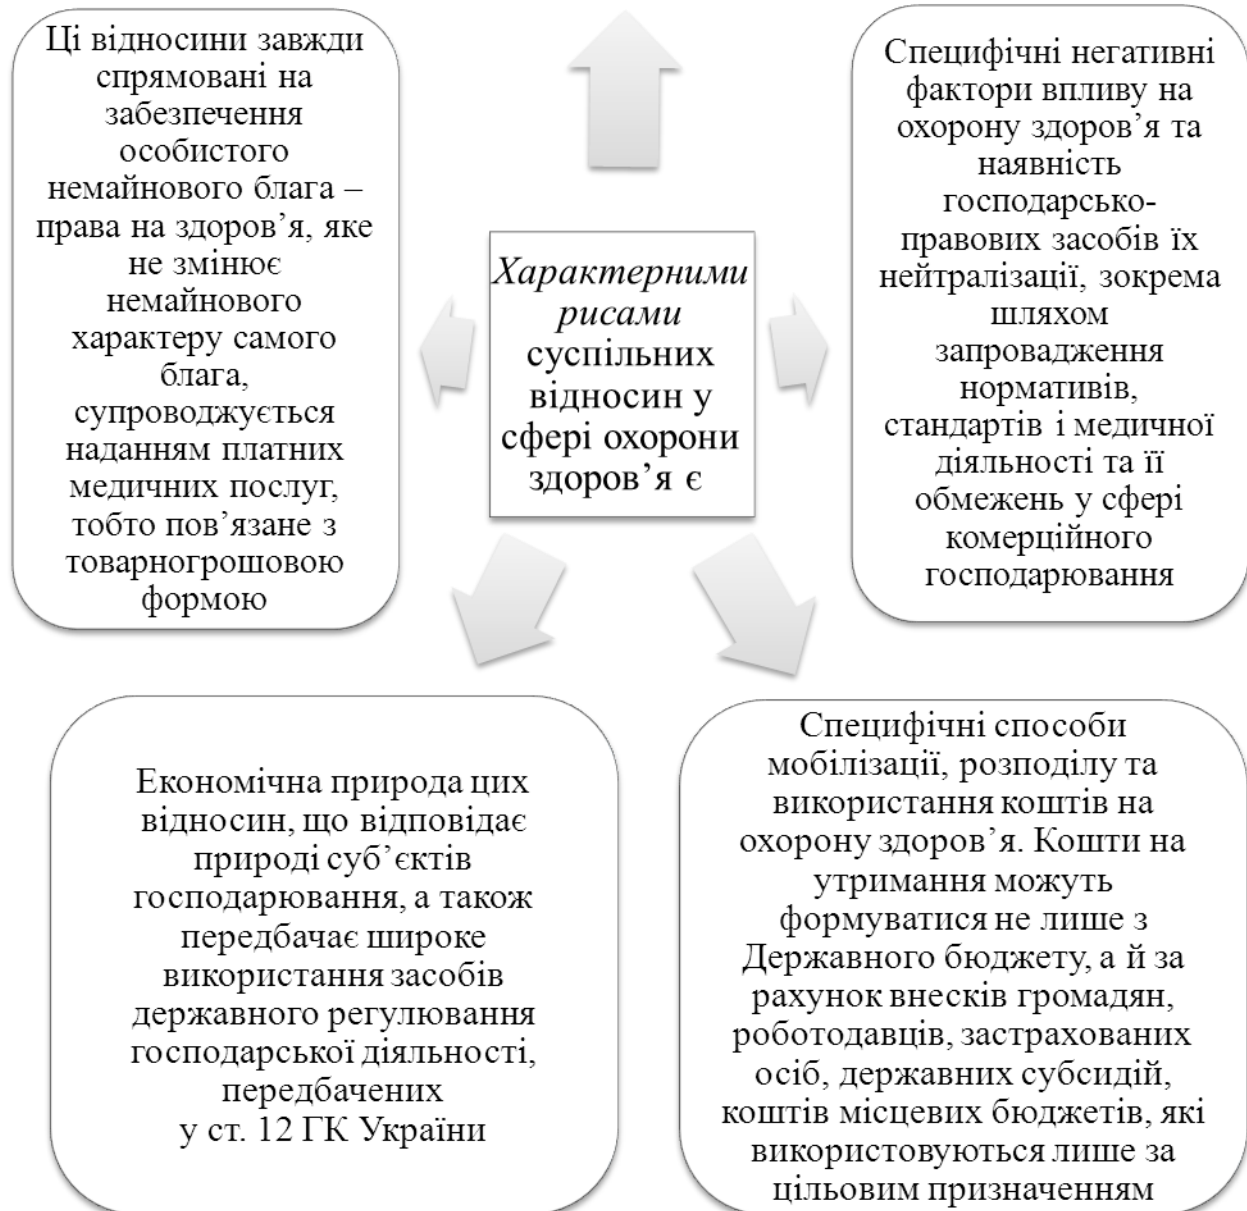 Ці відносини завжди
спрямовані на
забезпечення
особистого
немайнового блага –
права на здоров’я, яке
не змінює
немайнового
характеру самого
блага,
супроводжується
наданням платних
медичних послуг,
тобто пов’язане з
товарногрошовою
формою
Характерними
рисами
суспільних
відносин у
сфері охорони
здоров’я є
Специфічні негативні
фактори впливу на
охорону здоров’я та
наявність
господарсько-
правових засобів їх
нейтралізації, зокрема
шляхом
запровадження
нормативів,
стандартів і медичної
діяльності та її
обмежень у сфері
комерційного
господарювання
Економічна природа цих
відносин, що відповідає
природі суб’єктів
господарювання, а також
передбачає широке
використання засобів
державного регулювання
господарської діяльності,
передбачених
у ст. 12 ГК України
Специфічні способи
мобілізації, розподілу та
використання коштів на
охорону здоров’я. Кошти на
утримання можуть
формуватися не лише з
Державного бюджету, а й за
рахунок внесків громадян,
роботодавців, застрахованих
осіб, державних субсидій,
коштів місцевих бюджетів, які
використовуються лише за
цільовим призначенням